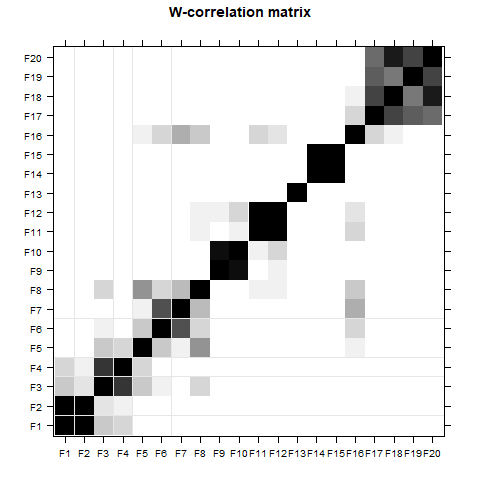 W-correlation matrix
F20
F19
F18
F17
F16
F15
F14
F13
F12
F11
F10
F9
F8
F7
F6
F5
F4
F3
F2
F1
F1 F2 F3 F4 F5 F6 F7 F8 F9 F10 F11 F12 F13 F14 F15 F16 F17 F18 F19 F20